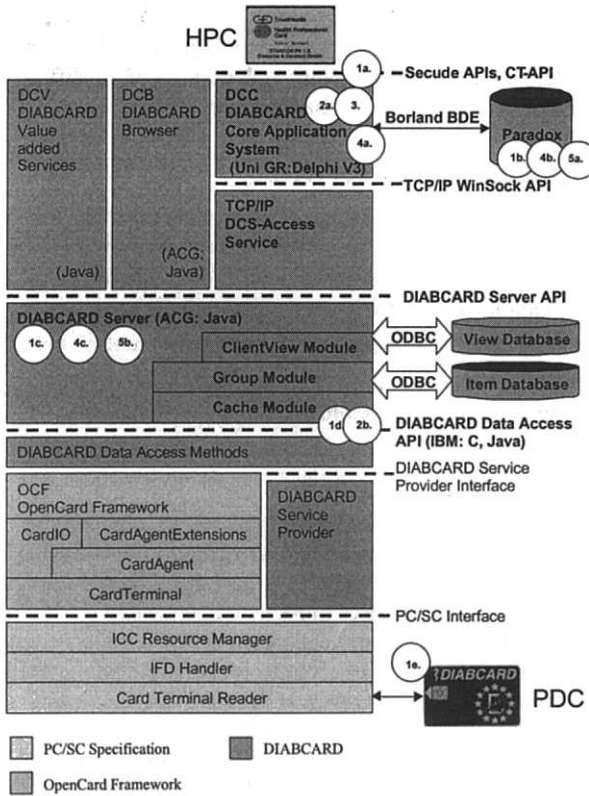 HPC
Health Professional
Card
1a.
Secude APIs, CT-API
DCV
DIABCARD
Value
added
Services
(Java)
DCB
DIABCARD
Browser
(ACG:
Java)
DCC
DIABCARD
Core Application
System
(Uni GR:Delphi V3)
2a.
3.
4a.
Borland BDE
Paradox
1b.
4b.
5a.
TCP/IP WinSock API
TCP/IP
DCS-Access
Service
DIABCARD Server API
DIABCARD Server (ACG: Java)
1c.
4c.
5b.
ClientView Module
ODBC
View Database
Group Module
ODBC
Item Database
Cache Module
1d
2b.
DIABCARD Data Access
API (IBM: C, Java)
DIABCARD Data Access Methods
DIABCARD Service
Provider Interface
OCF
OpenCard Framework
CardIO
CardAgentExtensions
CardAgent
CardTerminal
DIABCARD
Service
Provider
PC/SC Interface
ICC Resource Manager
IFD Handler
Card Terminal Reader
1e.
DIABCARD
PDC
PC/SC Specification
DIABCARD
OpenCard Framework